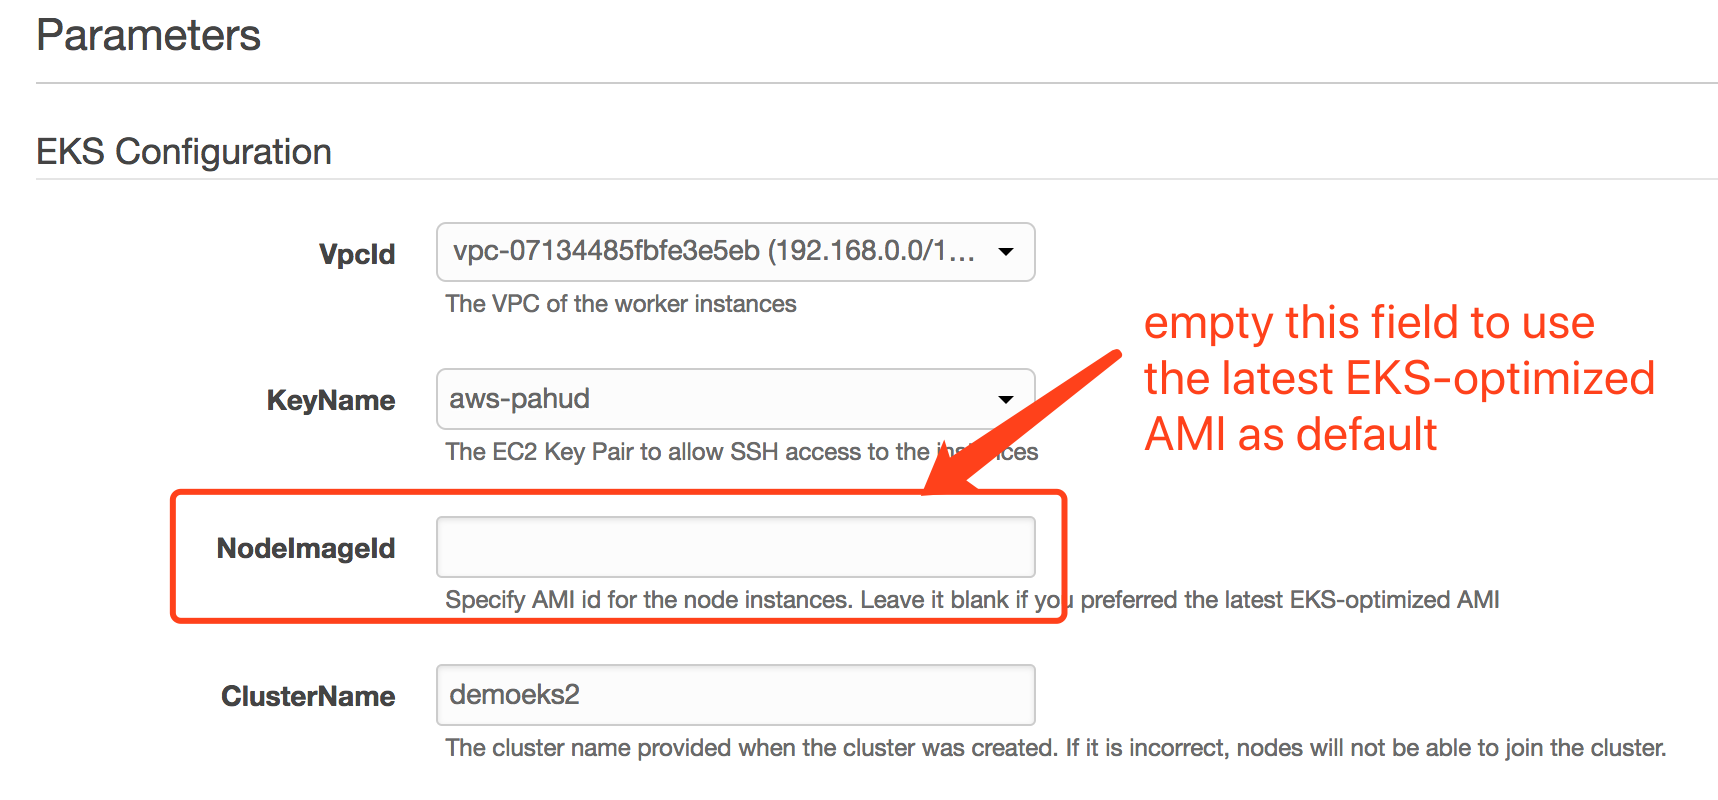 Parameters
EKS Configuration
VpcId
vpc-07134485fbfe3e5eb (192.168.0.0/1...
The VPC of the worker instances
empty this field to use
the latest EKS-optimized
AMI as default
KeyName
aws-pahud
The EC2 Key Pair to allow SSH access to the instances
NodeImageId
Specify AMI id for the node instances. Leave it blank if you preferred the latest EKS-optimized AMI
ClusterName
demoeks2
The cluster name provided when the cluster was created. If it is incorrect, nodes will not be able to join the cluster.